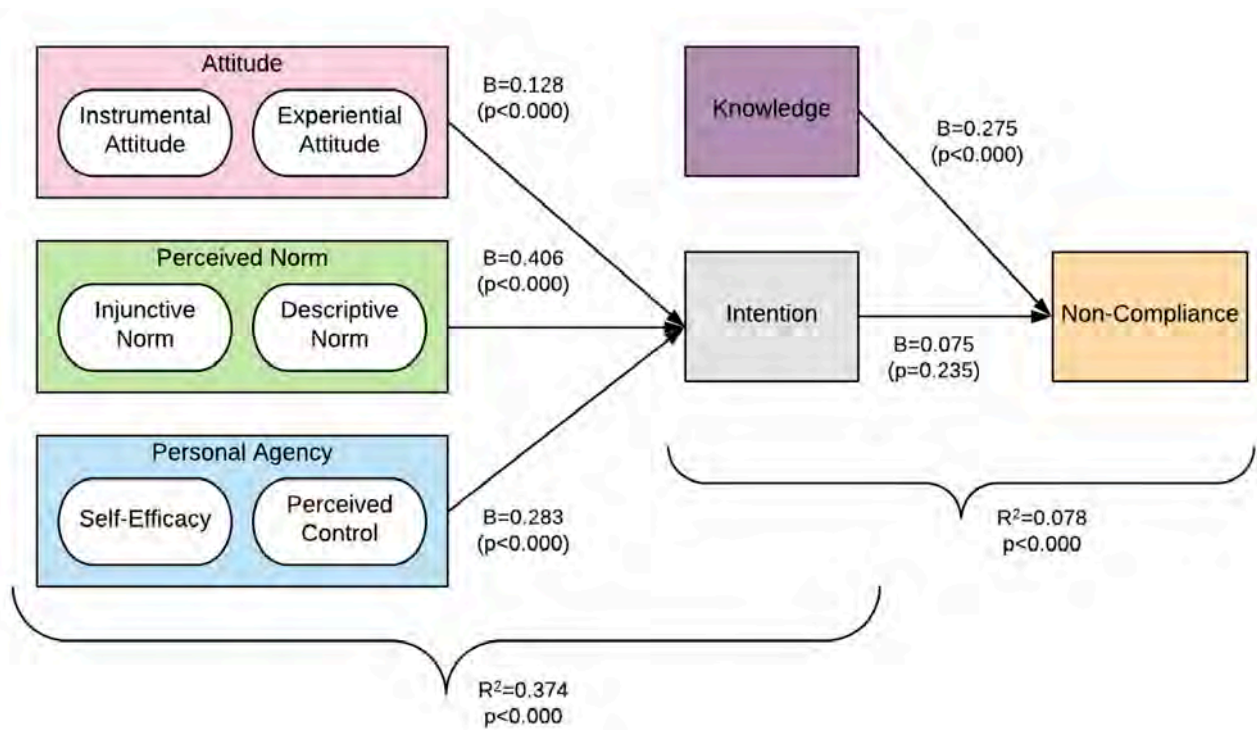 Attitude
Instrumental
Attitude
Experiential
Attitude
B=0.128
(p<0.000)
Knowledge
B=0.275
(p<0.000)
Perceived Norm
Injunctive
Norm
Descriptive
Norm
B=0.406
(p<0.000)
Intention
B=0.075
(p=0.235)
Non-Compliance
Personal Agency
Self-Efficacy
Perceived
Control
B=0.283
(p<0.000)
R²=0.078
p<0.000
R²=0.374
p<0.000